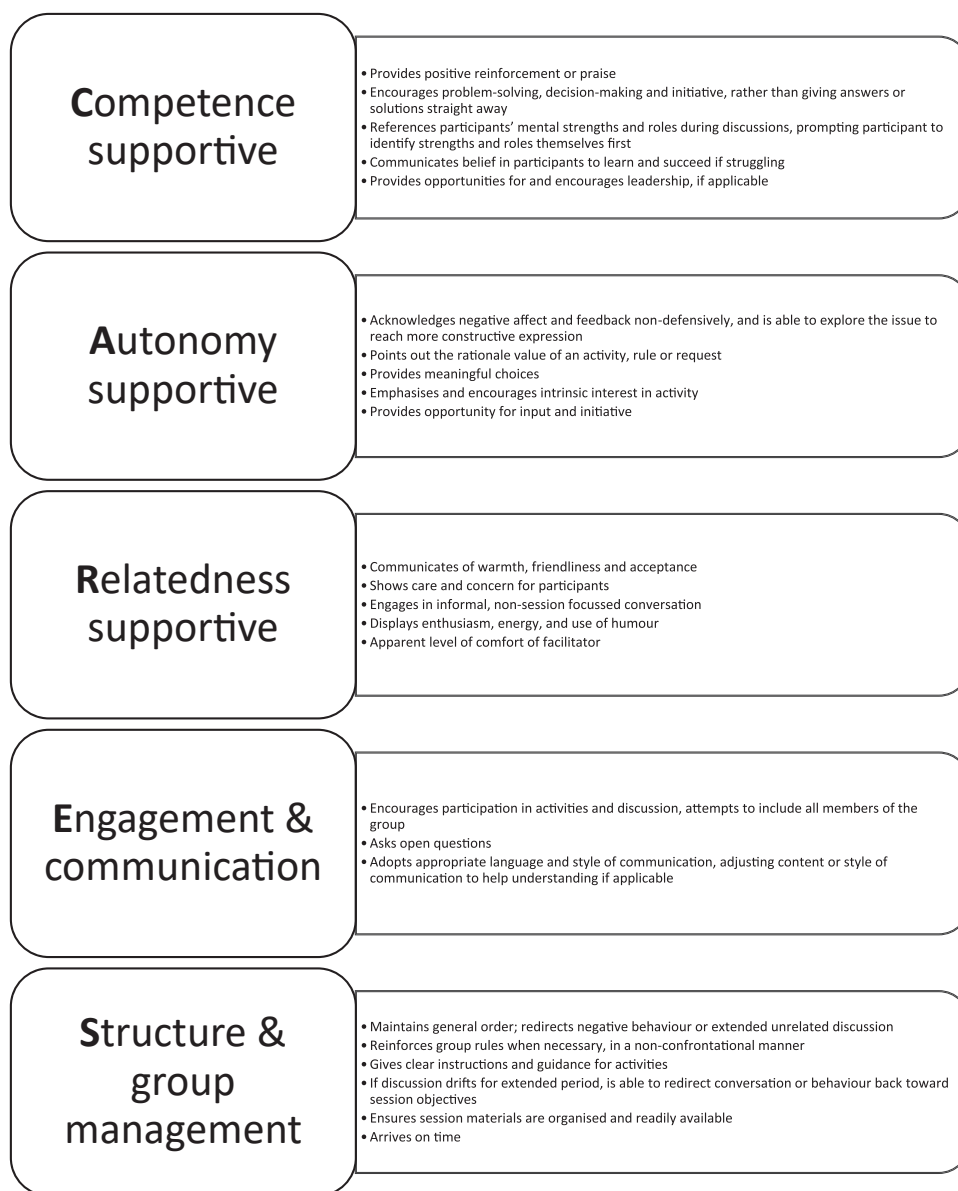 Competence
supportive
• Provides positive reinforcement or praise
• Encourages problem-solving, decision-making and initiative, rather than giving answers or
solutions straight away
• References participants' mental strengths and roles during discussions, prompting participant to
identify strengths and roles themselves first
• Communicates belief in participants to learn and succeed if struggling
• Provides opportunities for and encourages leadership, if applicable
Autonomy
supportive
• Acknowledges negative affect and feedback non-defensively, and is able to explore the issue to
reach more constructive expression
• Points out the rationale value of an activity, rule or request
• Provides meaningful choices
• Emphasises and encourages intrinsic interest in activity
• Provides opportunity for input and initiative
Relatedness
supportive
• Communicates of warmth, friendliness and acceptance
• Shows care and concern for participants
• Engages in informal, non-session focussed conversation
• Displays enthusiasm, energy, and use of humour
• Apparent level of comfort of facilitator
Engagement &
communication
• Encourages participation in activities and discussion, attempts to include all members of the
group
• Asks open questions
• Adopts appropriate language and style of communication, adjusting content or style of
communication to help understanding if applicable
Structure &
group
management
• Maintains general order; redirects negative behaviour or extended unrelated discussion
• Reinforces group rules when necessary, in a non-confrontational manner
• Gives clear instructions and guidance for activities
• If discussion drifts for extended period, is able to redirect conversation or behaviour back toward
session objectives
• Ensures session materials are organised and readily available
• Arrives on time